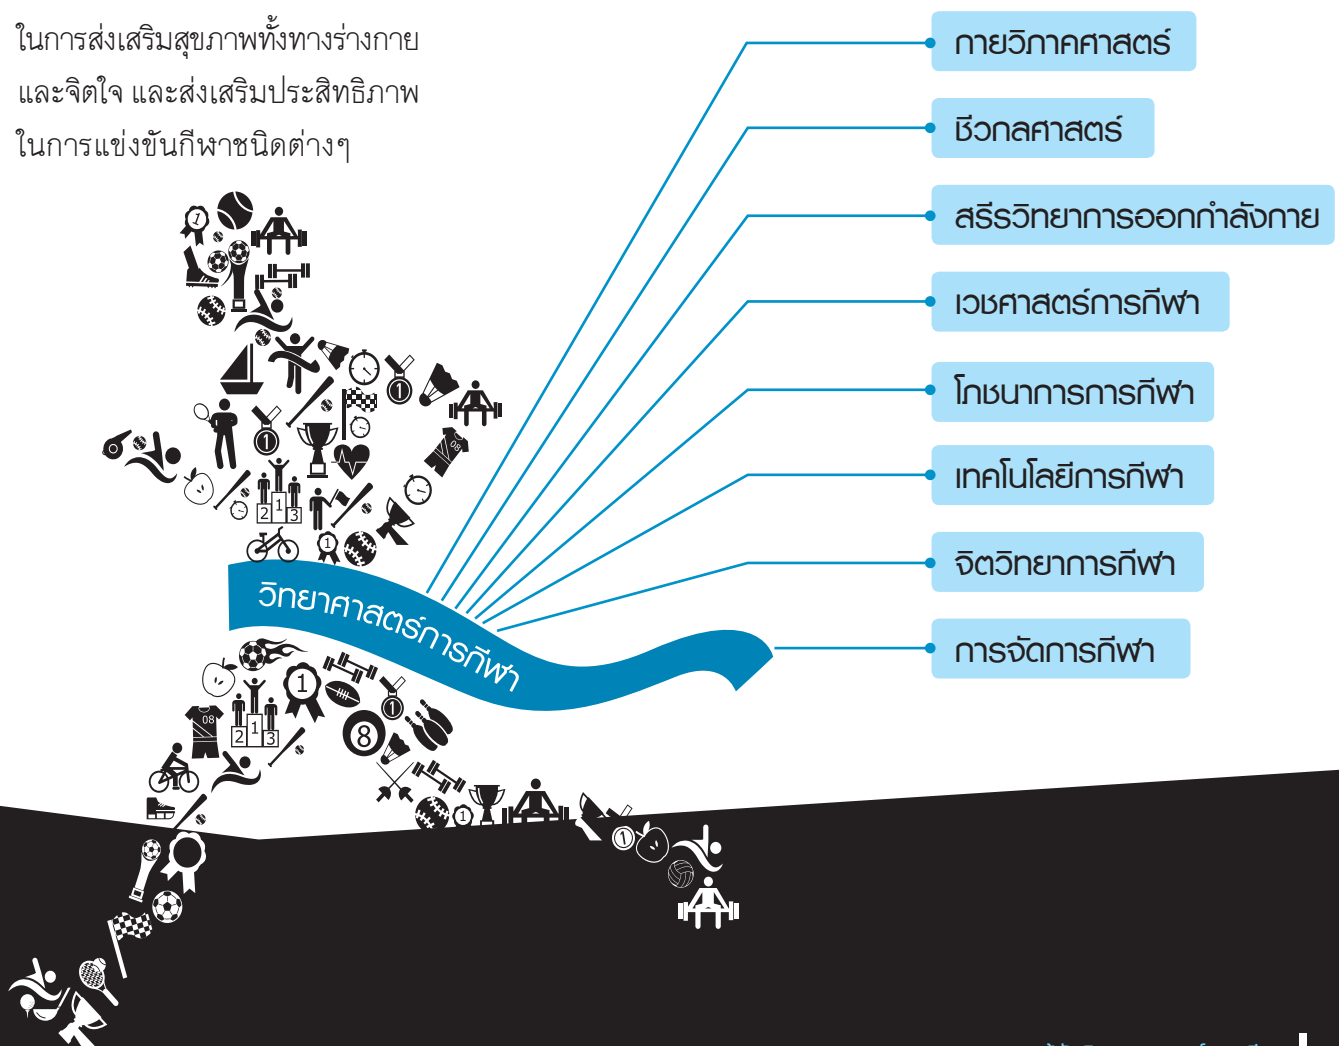 ในการส่งเสริมสุขภาพทั้งทางร่างกาย
และจิตใจ และส่งเสริมประสิทธิภาพ
ในการแข่งขันกีฬาชนิดต่างๆ
กายวิภาคศาสตร์
ชีวกลศาสตร์
สรีรวิทยาการออกกำลังกาย
เวชศาสตร์การกีฬา
โภชนาการการกีฬา
เทคโนโลยีการกีฬา
จิตวิทยาการกีฬา
การจัดการกีฬา
วิทยาศาสตร์การกีฬา